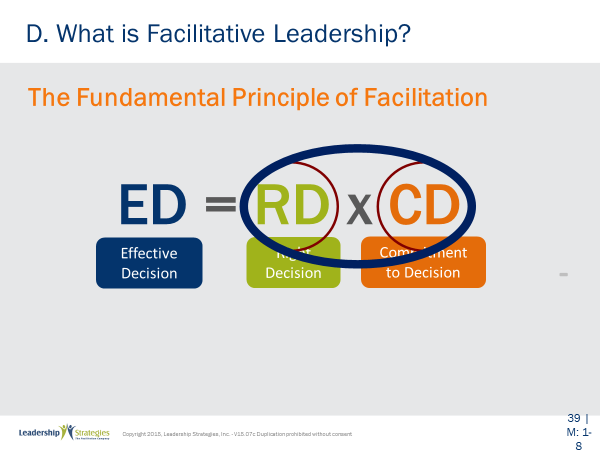 D. What is Facilitative Leadership?
The Fundamental Principle of Facilitation
ED = RD x CD
Effective Decision
Right Decision
Commitment to Decision
Leadership Strategies
The Facilitation Company
Copyright 2015, Leadership Strategies, Inc. - V15.07c Duplication prohibited without consent
39 |
M: 1-
8